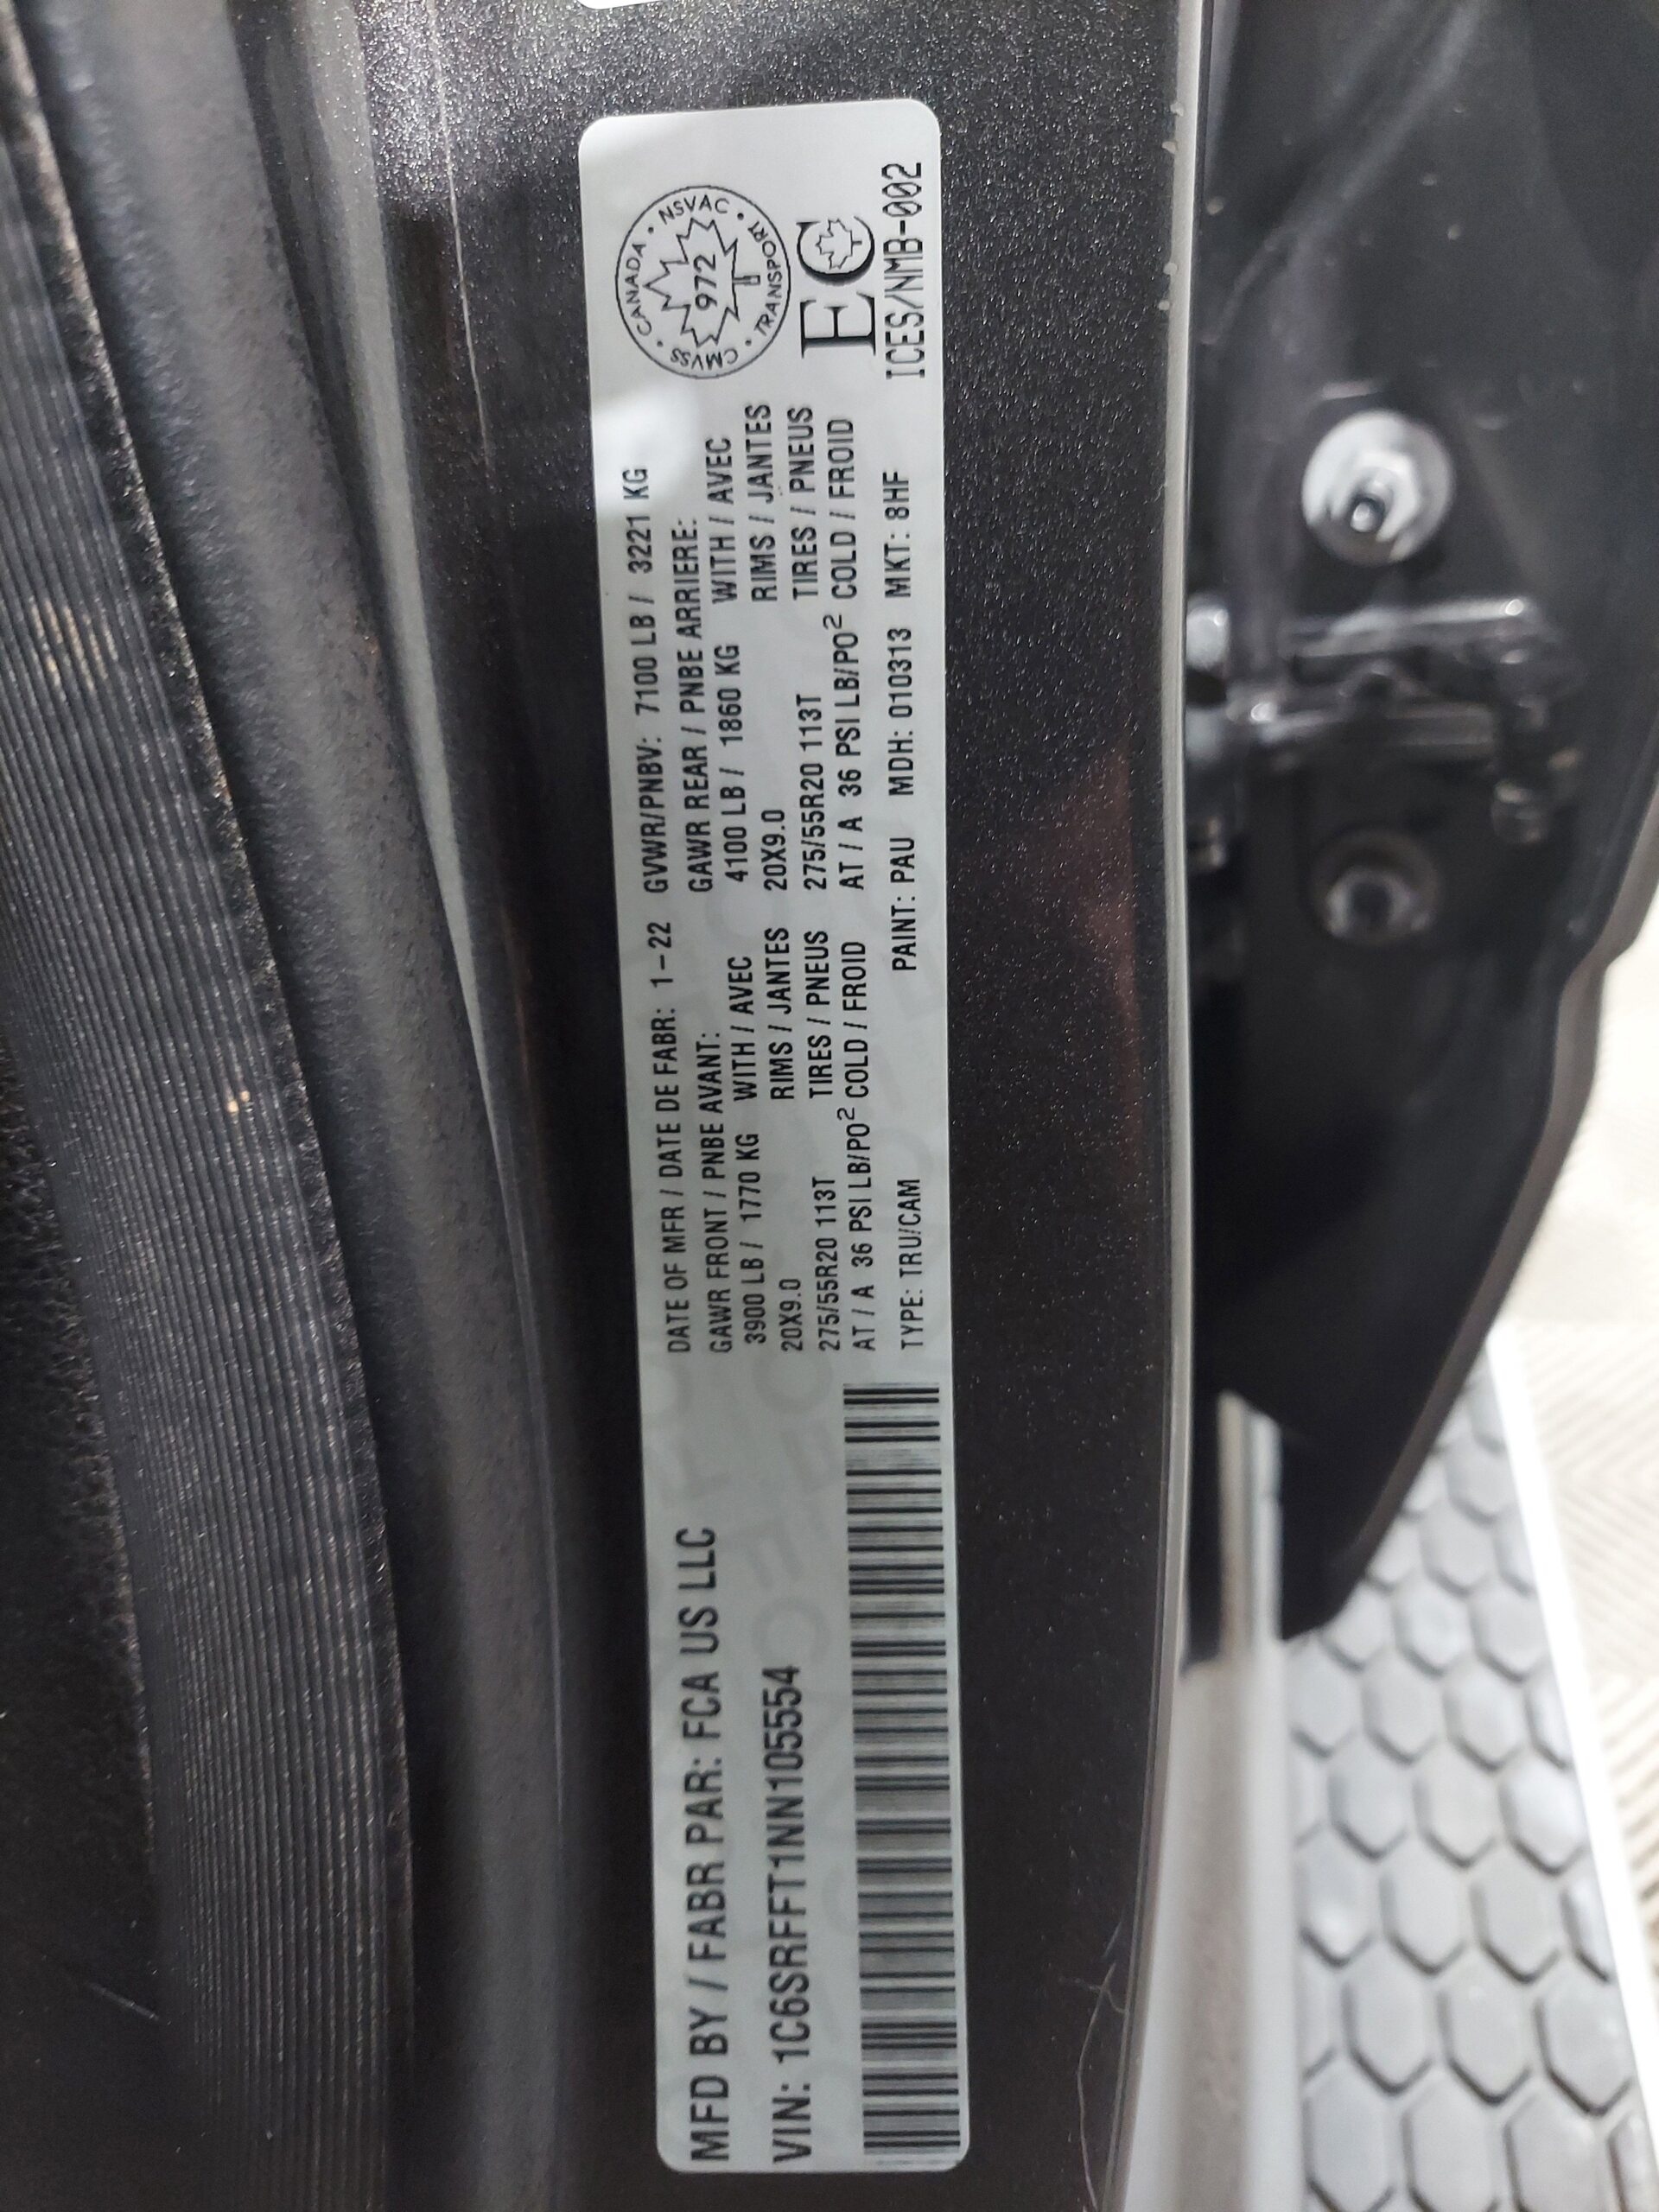 MFD BY / FABR PAR: FCA US LLC
VIN: 1C6SRFFT1NN105554
DATE OF MFR / DATE DE FABR: 1-22 GVWR/PNBV: 7100 LB / 3221 KG
GAWR FRONT / PNBE AVANT: GAWR REAR / PNBE ARRIERE:
3900 LB / 1770 KG WITH / AVEC 4100 LB / 1860 KG WITH / AVEC
20X9.0 RIMS / JANTES 20X9.0 RIMS / JANTES
275/55R20 113T TIRES / PNEUS 275/55R20 113T TIRES / PNEUS
AT / A 36 PSI LB/PO² COLD / FROID AT / A 36 PSI LB/PO² COLD / FROID
TYPE: TRU/CAM PAINT: PAU MDH: 010313 MKT: 8HF
CMVSS • CANADA • NSVAC • TRANSPORT •
972
EC
ICES/NMB-002